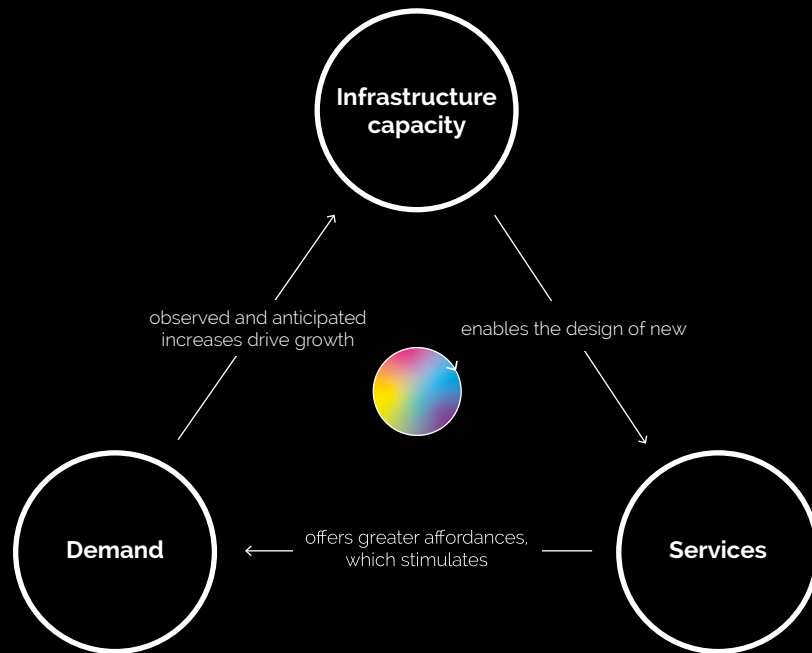 Infrastructure
capacity
observed and anticipated
increases drive growth
enables the design of new
offers greater affordances,
which stimulates
Demand
Services